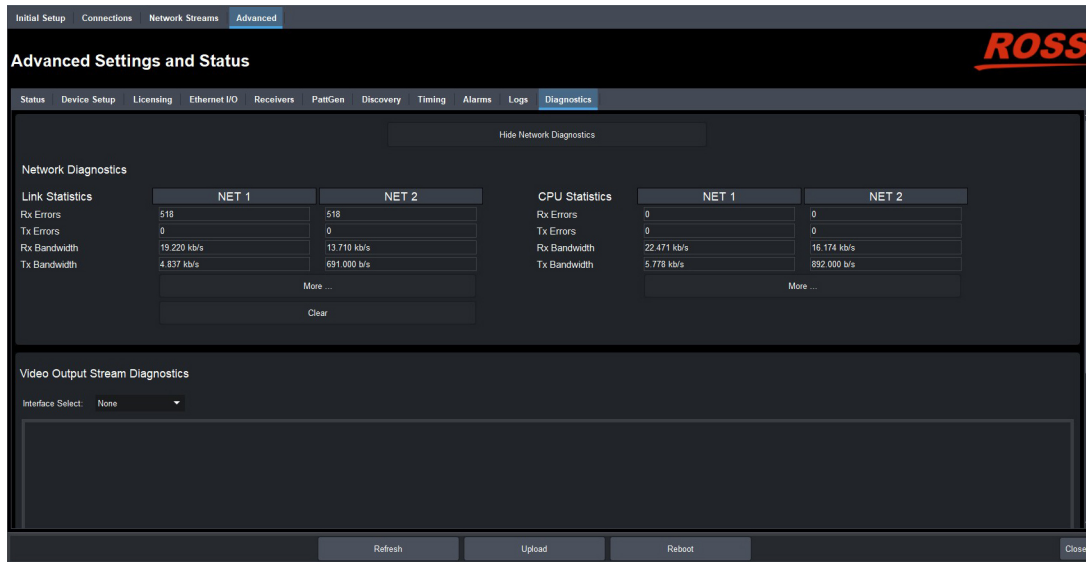 Initial Setup Connections Network Streams Advanced
ROSS
Advanced Settings and Status
Status Device Setup Licensing Ethernet I/O Receivers PattGen Discovery Timing Alarms Logs Diagnostics
Hide Network Diagnostics
Network Diagnostics
Link Statistics NET 1 NET 2 CPU Statistics NET 1 NET 2
Rx Errors 518 518 Rx Errors 0 0
Tx Errors 0 0 Tx Errors 0 0
Rx Bandwidth 19.220 kb/s 13.710 kb/s Rx Bandwidth 22.471 kb/s 16.174 kb/s
Tx Bandwidth 4.837 kb/s 691.000 b/s Tx Bandwidth 5.778 kb/s 892.000 b/s
More ... More ...
Clear
Video Output Stream Diagnostics
Interface Select: None
Refresh Upload Reboot Close